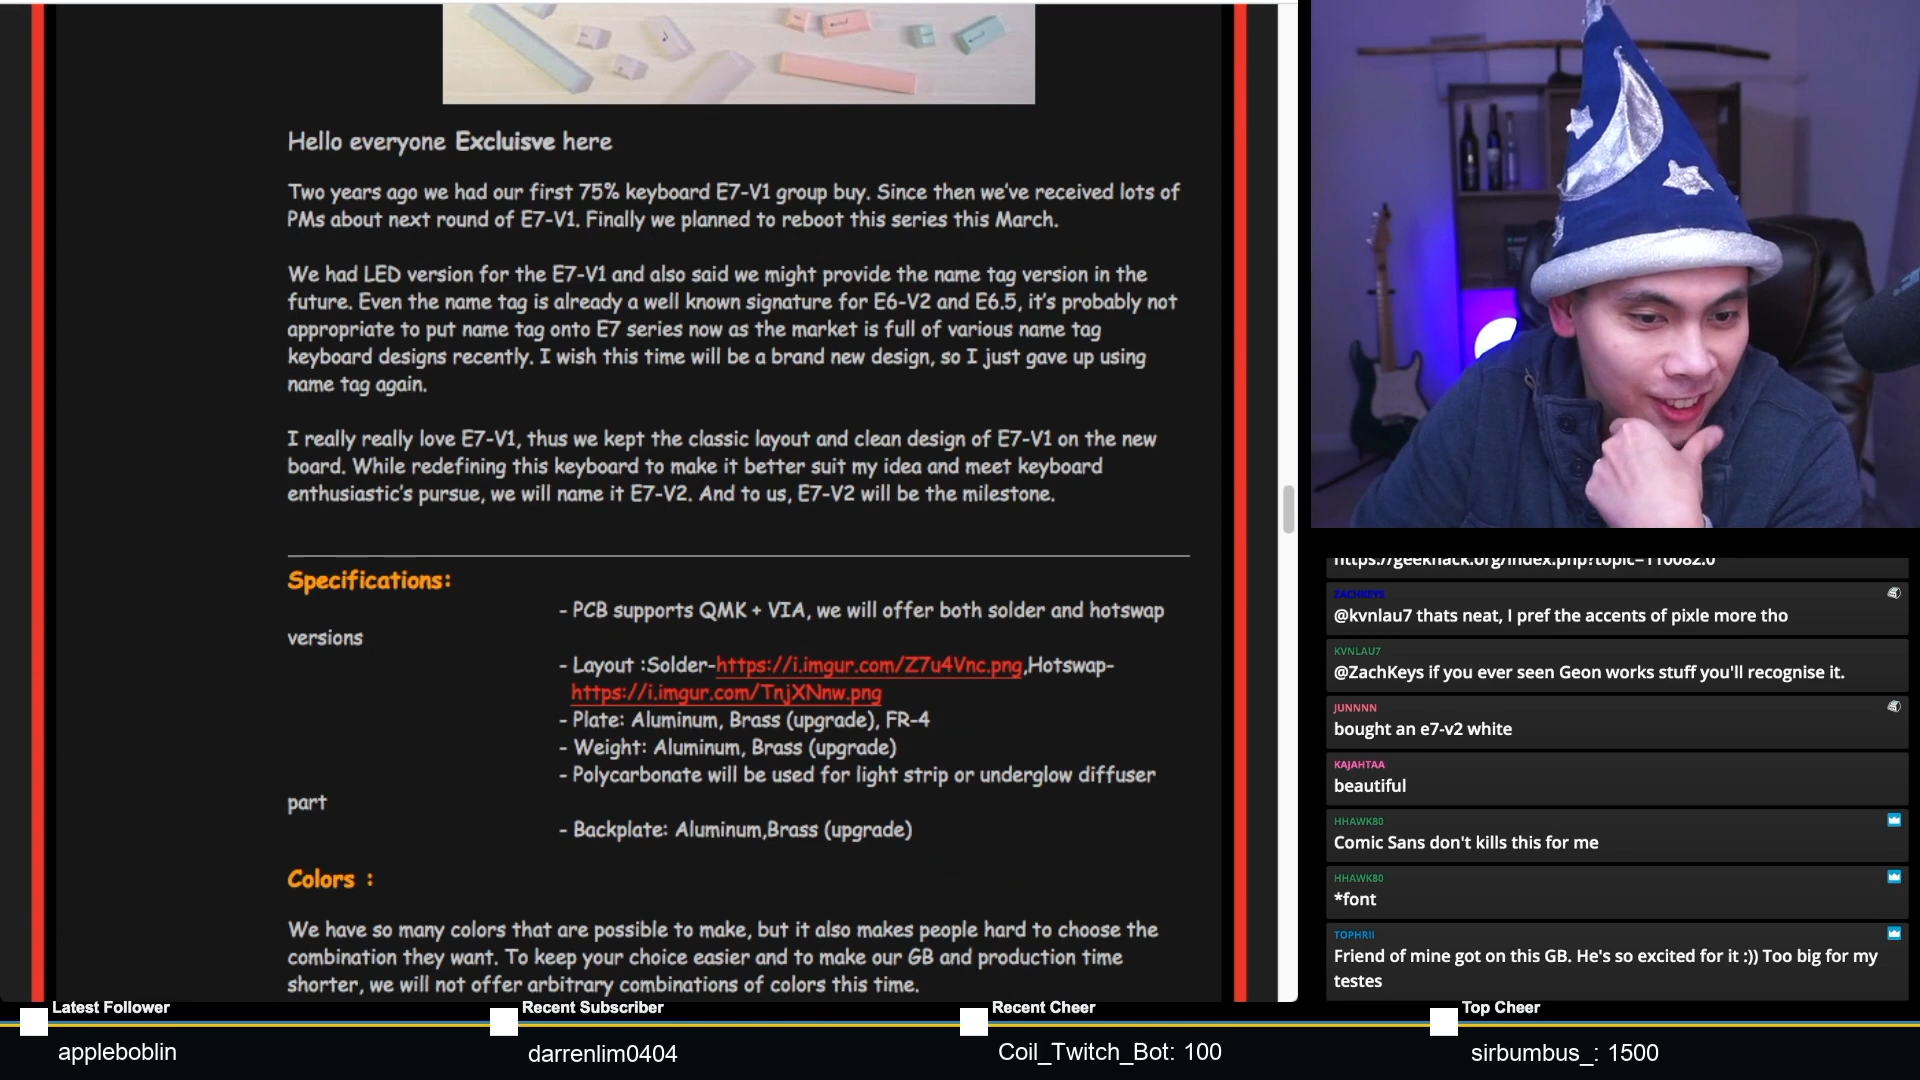 Hello everyone Excluisve here
Two years ago we had our first 75% keyboard E7-V1 group buy. Since then we've received lots of
PMs about next round of E7-V1. Finally we planned to reboot this series this March.
We had LED version for the E7-V1 and also said we might provide the name tag version in the
future. Even the name tag is already a well known signature for E6-V2 and E6.5, it's probably not
appropriate to put name tag onto E7 series now as the market is full of various name tag
keyboard designs recently. I wish this time will be a brand new design, so I just gave up using
name tag again.
I really really love E7-V1, thus we kept the classic layout and clean design of E7-V1 on the new
board. While redefining this keyboard to make it better suit my idea and meet keyboard
enthusiastic's pursue, we will name it E7-V2. And to us, E7-V2 will be the milestone.
Specifications:
- PCB supports QMK + VIA, we will offer both solder and hotswap
versions
- Layout :Solder-https://i.imgur.com/Z7u4Vnc.png,Hotswap-
https://i.imgur.com/TnjXNnw.png
- Plate: Aluminum, Brass (upgrade), FR-4
- Weight: Aluminum, Brass (upgrade)
- Polycarbonate will be used for light strip or underglow diffuser
part
- Backplate: Aluminum,Brass (upgrade)
Colors :
We have so many colors that are possible to make, but it also makes people hard to choose the
combination they want. To keep your choice easier and to make our GB and production time
shorter, we will not offer arbitrary combinations of colors this time.
https://geekhack.org/index.php?topic=110082.0
ZACHKEYS
@kvnlau7 thats neat, I pref the accents of pixle more tho
KVNLAU7
@ZachKeys if you ever seen Geon works stuff you'll recognise it.
JUNNNN
bought an e7-v2 white
KAJAHTAA
beautiful
HHAWK80
Comic Sans don't kills this for me
HHAWK80
*font
TOPHRII
Friend of mine got on this GB. He's so excited for it :)) Too big for my
testes
Latest Follower
appleboblin
Recent Subscriber
darrenlim0404
Recent Cheer
Coil_Twitch_Bot: 100
Top Cheer
sirbumbus_: 1500